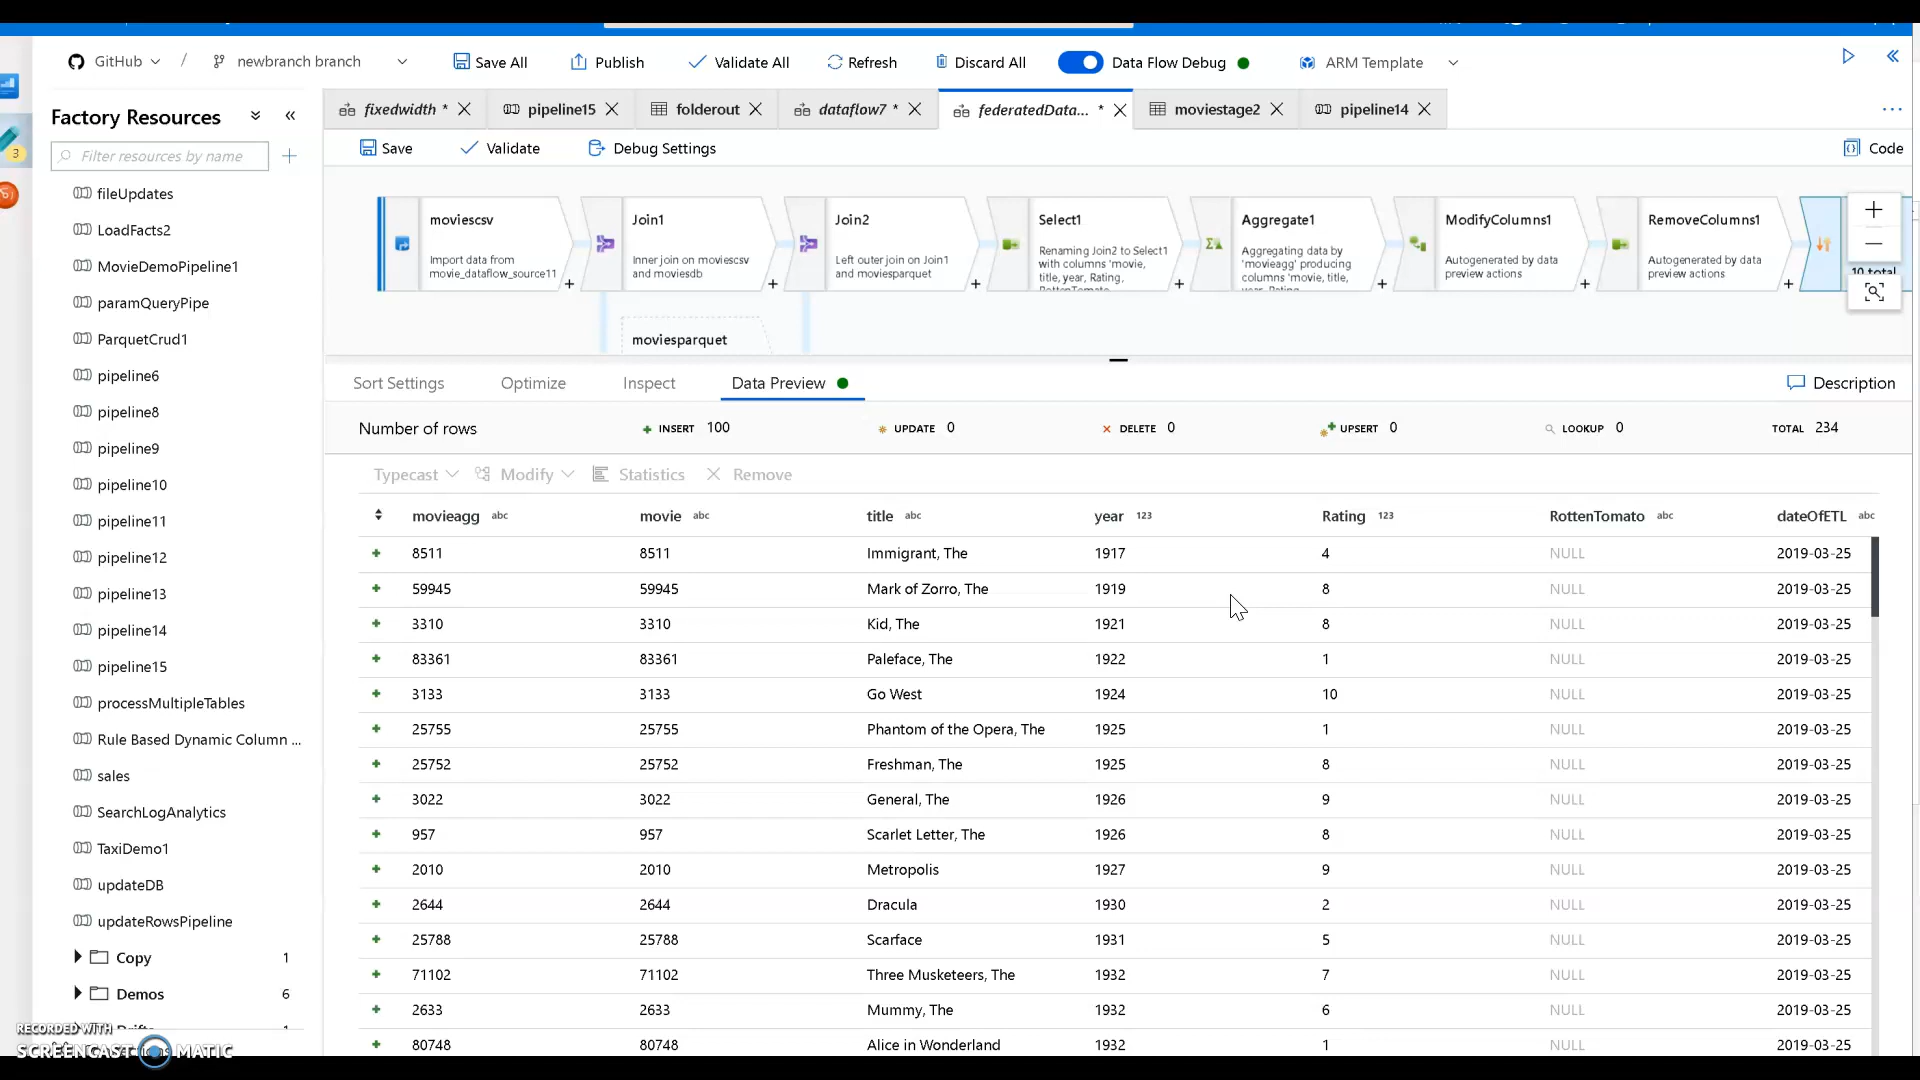 GitHub / newbranch branch Save All Publish Validate All Refresh Discard All Data Flow Debug ARM Template
Factory Resources
fixedwidth * pipeline15 folderout dataflow7 * federatedData... * moviestage2 pipeline14
Filter resources by name
Save Validate Debug Settings Code
3
fileUpdates
LoadFacts2
MovieDemoPipeline1
paramQueryPipe
ParquetCrud1
pipeline6
pipeline8
pipeline9
pipeline10
pipeline11
pipeline12
pipeline13
pipeline14
pipeline15
processMultipleTables
Rule Based Dynamic Column ...
sales
SearchLogAnalytics
TaxiDemo1
updateDB
updateRowsPipeline
Copy 1
Demos 6
moviescsv
Import data from
movie_dataflow_source11
Join1
Inner join on moviescsv
and moviesdb
Join2
Left outer join on Join1
and moviesparquet
Select1
Renaming Join2 to Select1
with columns 'movie,
title, year, Rating,
RottenTomato
Aggregate1
Aggregating data by
'movieagg' producing
columns 'movie, title,
year, Rating
ModifyColumns1
Autogenerated by data
preview actions
RemoveColumns1
Autogenerated by data
preview actions
10 total
moviesparquet
Sort Settings Optimize Inspect Data Preview Description
Number of rows INSERT 100 UPDATE 0 DELETE 0 UPSERT 0 LOOKUP 0 TOTAL 234
Typecast Modify Statistics Remove
movieagg abc movie abc title abc year 123 Rating 123 RottenTomato abc dateOfETL abc
8511 8511 Immigrant, The 1917 4 NULL 2019-03-25
59945 59945 Mark of Zorro, The 1919 8 NULL 2019-03-25
3310 3310 Kid, The 1921 8 NULL 2019-03-25
83361 83361 Paleface, The 1922 1 NULL 2019-03-25
3133 3133 Go West 1924 10 NULL 2019-03-25
25755 25755 Phantom of the Opera, The 1925 1 NULL 2019-03-25
25752 25752 Freshman, The 1925 8 NULL 2019-03-25
3022 3022 General, The 1926 9 NULL 2019-03-25
957 957 Scarlet Letter, The 1926 8 NULL 2019-03-25
2010 2010 Metropolis 1927 9 NULL 2019-03-25
2644 2644 Dracula 1930 2 NULL 2019-03-25
25788 25788 Scarface 1931 5 NULL 2019-03-25
71102 71102 Three Musketeers, The 1932 7 NULL 2019-03-25
2633 2633 Mummy, The 1932 6 NULL 2019-03-25
80748 80748 Alice in Wonderland 1932 1 NULL 2019-03-25
RECORDED WITH
SCREENCAST MATIC